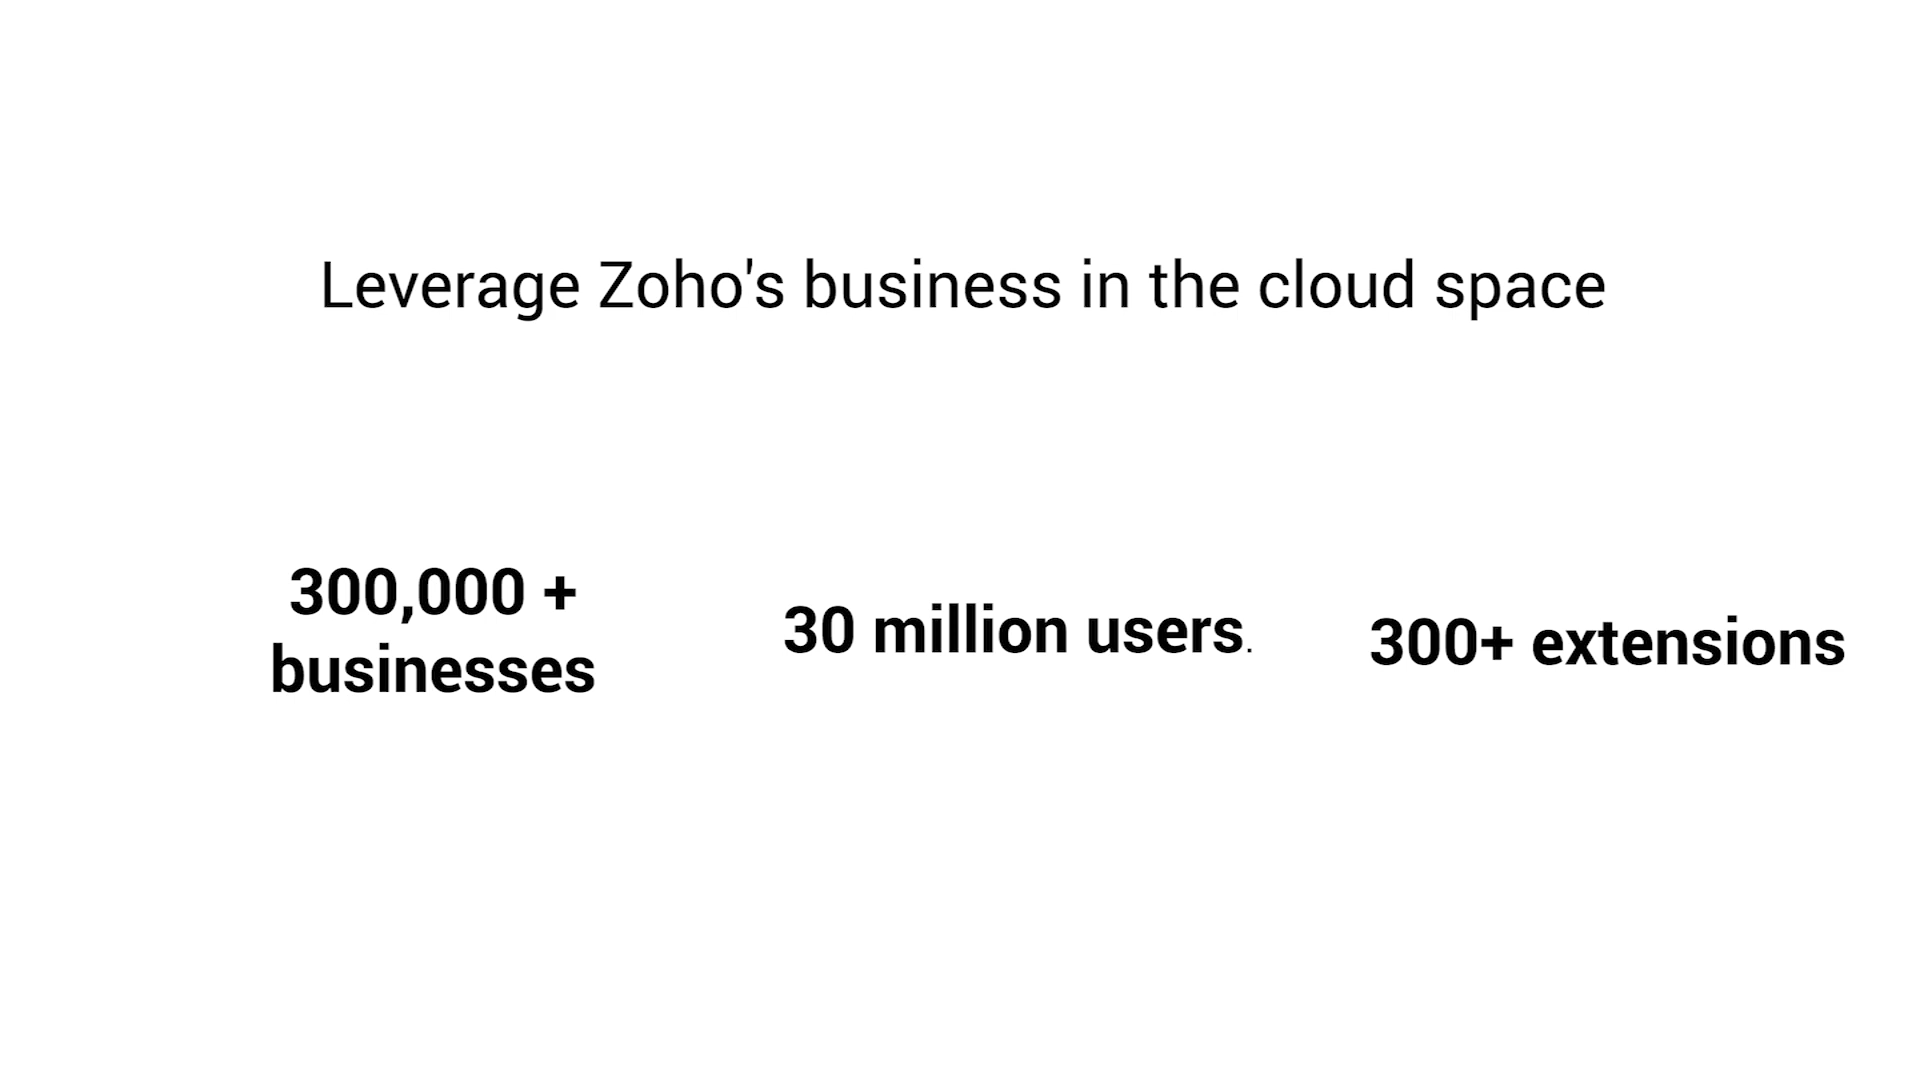 Leverage Zoho's business in the cloud space
300,000 +
businesses
30 million users.
300+ extensions